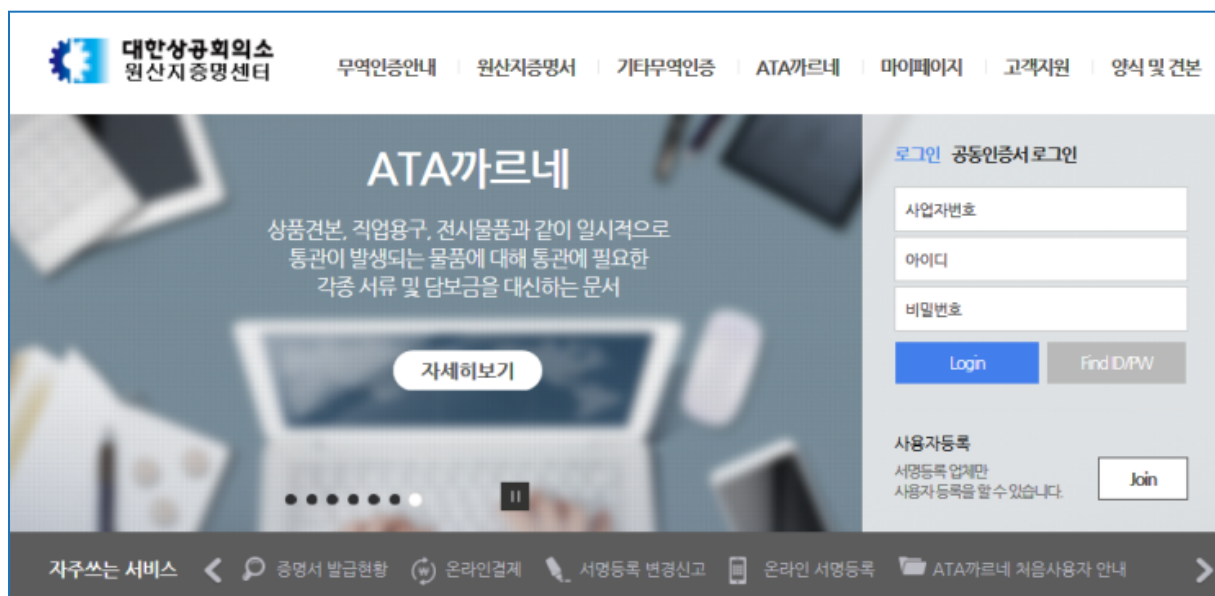 대한상공회의소
원산지증명센터
무역인증안내 원산지증명서 기타무역인증 ATA까르네 마이페이지 고객지원 양식 및 견본
ATA까르네
상품견본, 직업용구, 전시물품과 같이 일시적으로
통관이 발생되는 물품에 대해 통관에 필요한
각종 서류 및 담보금을 대신하는 문서
자세히보기
로그인 공동인증서 로그인
사업자번호
아이디
비밀번호
Login Find ID/PW
사용자등록
서명등록 업체만
사용자 등록을 할 수 있습니다.
Join
자주쓰는 서비스 증명서 발급현황 온라인결제 서명등록 변경신고 온라인 서명등록 ATA까르네 처음사용자 안내